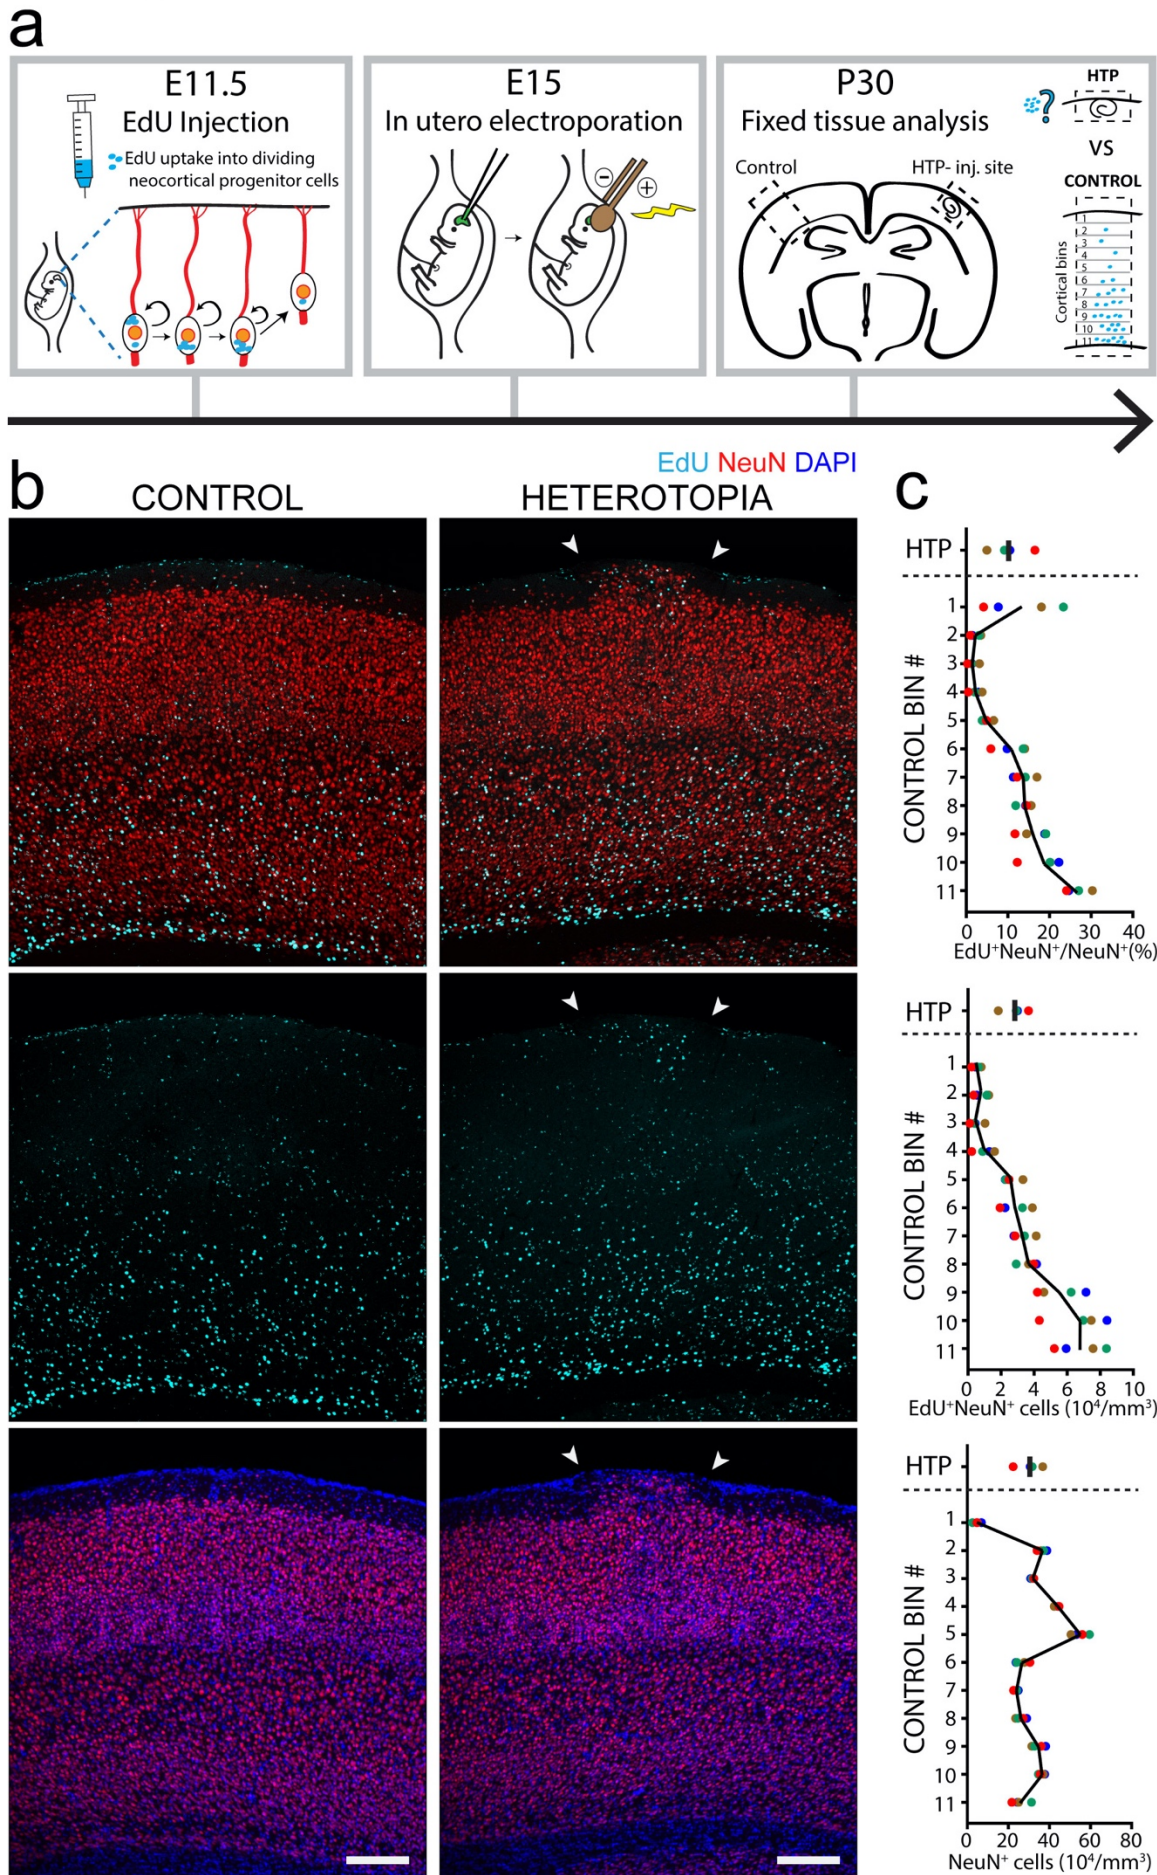 a
E11.5
EdU Injection
EdU uptake into dividing
neocortical progenitor cells
E15
In utero electroporation
− +
P30
Fixed tissue analysis
Control
HTP- inj. site
HTP
?
VS
CONTROL
Cortical bins
1
2
3
4
5
6
7
8
9
10
11
b
EdU NeuN DAPI
CONTROL
HETEROTOPIA
c
HTP
CONTROL BIN #
1
2
3
4
5
6
7
8
9
10
11
0 10 20 30 40
EdU⁺NeuN⁺/NeuN⁺(%)
HTP
CONTROL BIN #
1
2
3
4
5
6
7
8
9
10
11
0 2 4 6 8 10
EdU⁺NeuN⁺ cells (10⁴/mm³)
HTP
CONTROL BIN #
1
2
3
4
5
6
7
8
9
10
11
0 20 40 60 80
NeuN⁺ cells (10⁴/mm³)